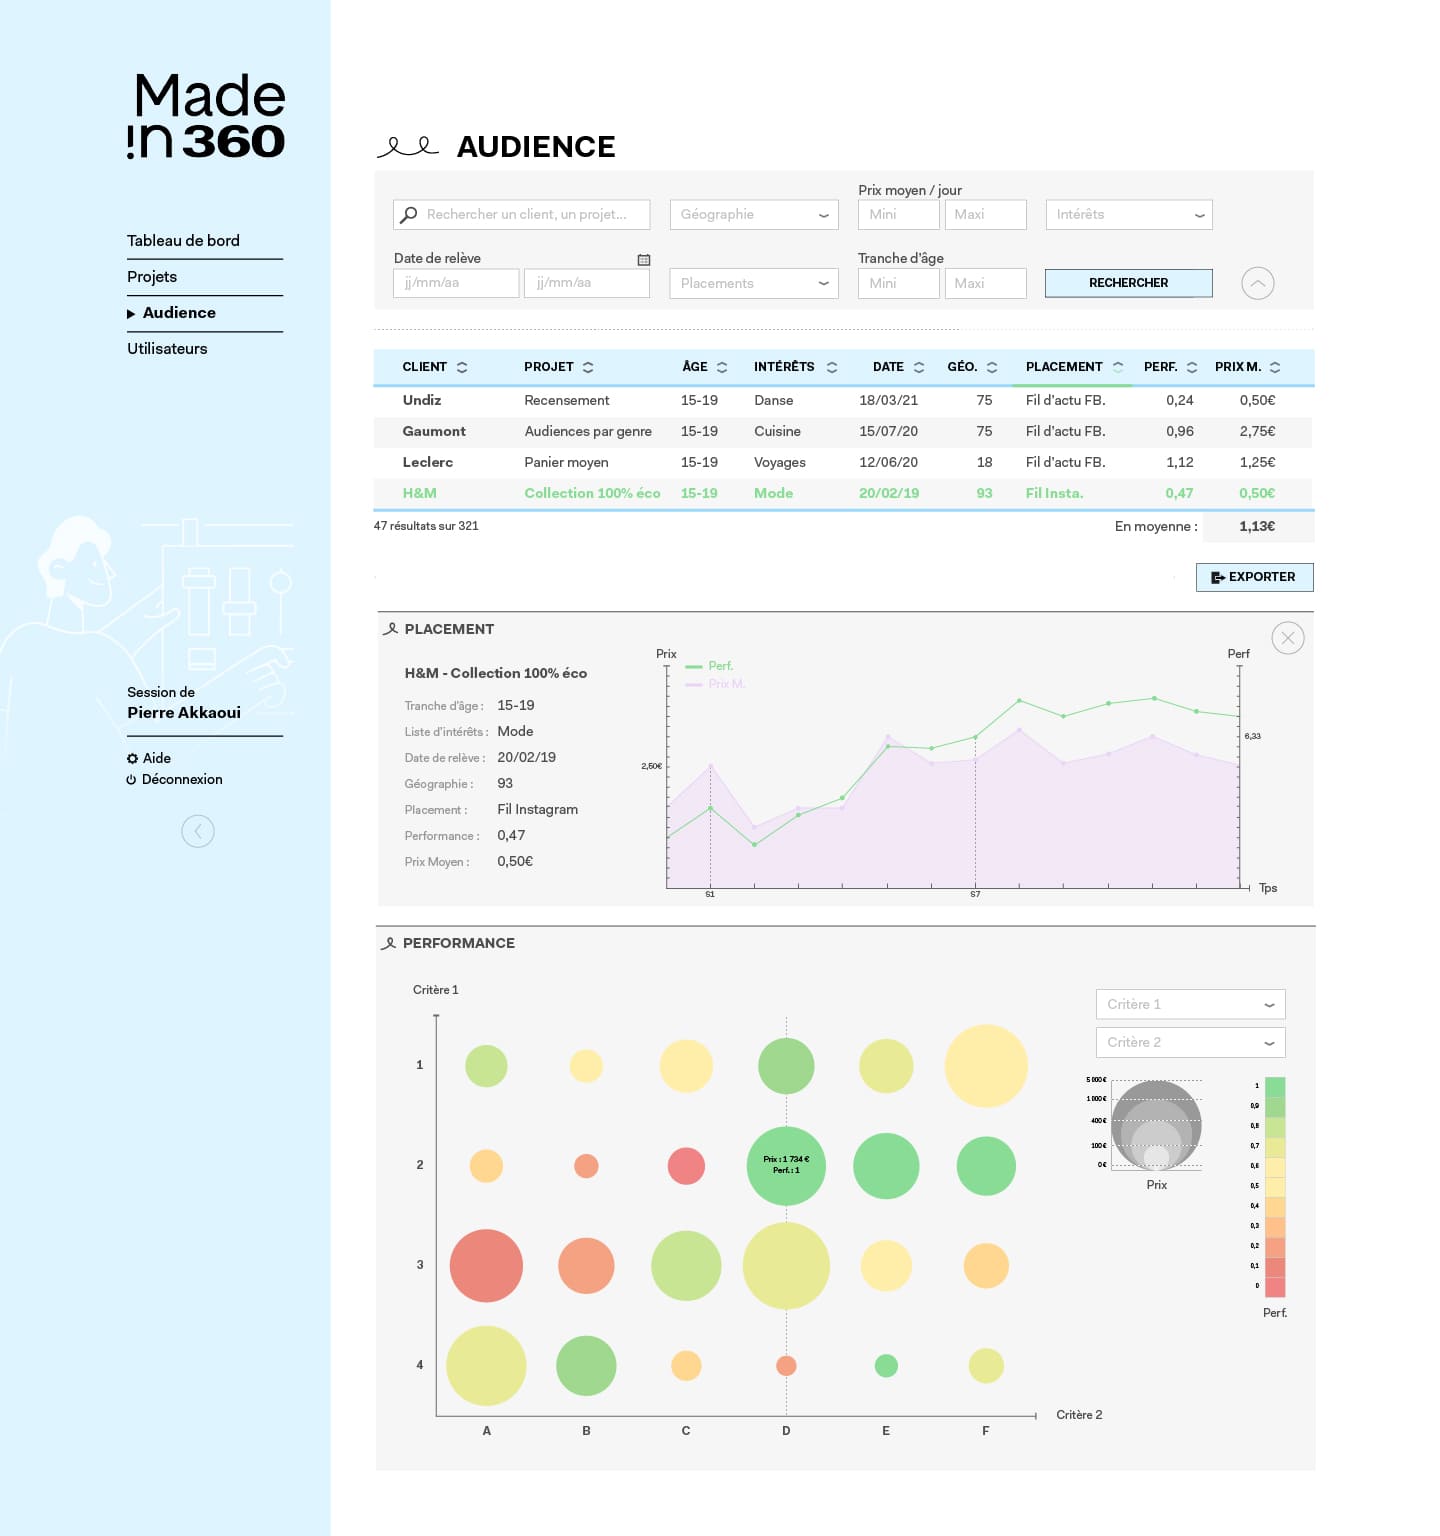 Made
in 360
Tableau de bord
Projets
Audience
Utilisateurs
Session de
Pierre Akkaoui
Aide
Déconnexion
AUDIENCE
Rechercher un client, un projet...
Géographie
Prix moyen / jour
Mini
Maxi
Intérêts
Date de relève
jj/mm/aa
jj/mm/aa
Placements
Tranche d'âge
Mini
Maxi
RECHERCHER
CLIENT PROJET ÂGE INTÉRÊTS DATE GÉO. PLACEMENT PERF. PRIX M.
Undiz Recensement 15-19 Danse 18/03/21 75 Fil d'actu FB. 0,24 0,50€
Gaumont Audiences par genre 15-19 Cuisine 15/07/20 75 Fil d'actu FB. 0,96 2,75€
Leclerc Panier moyen 15-19 Voyages 12/06/20 18 Fil d'actu FB. 1,12 1,25€
H&M Collection 100% éco 15-19 Mode 20/02/19 93 Fil Insta. 0,47 0,50€
47 résultats sur 321
En moyenne : 1,13€
EXPORTER
PLACEMENT
H&M - Collection 100% éco
Tranche d'âge : 15-19
Liste d'intérêts : Mode
Date de relève : 20/02/19
Géographie : 93
Placement : Fil Instagram
Performance : 0,47
Prix Moyen : 0,50€
Prix
Perf.
Prix M.
Perf
2,50€
6,33
S1
S7
Tps
PERFORMANCE
Critère 1
1
2
3
4
Prix : 1 734 €
Perf. : 1
A B C D E F
Critère 2
Critère 1
Critère 2
5 000 €
1 000 €
400 €
100 €
0 €
Prix
1
0,9
0,8
0,7
0,6
0,5
0,4
0,3
0,2
0,1
0
Perf.